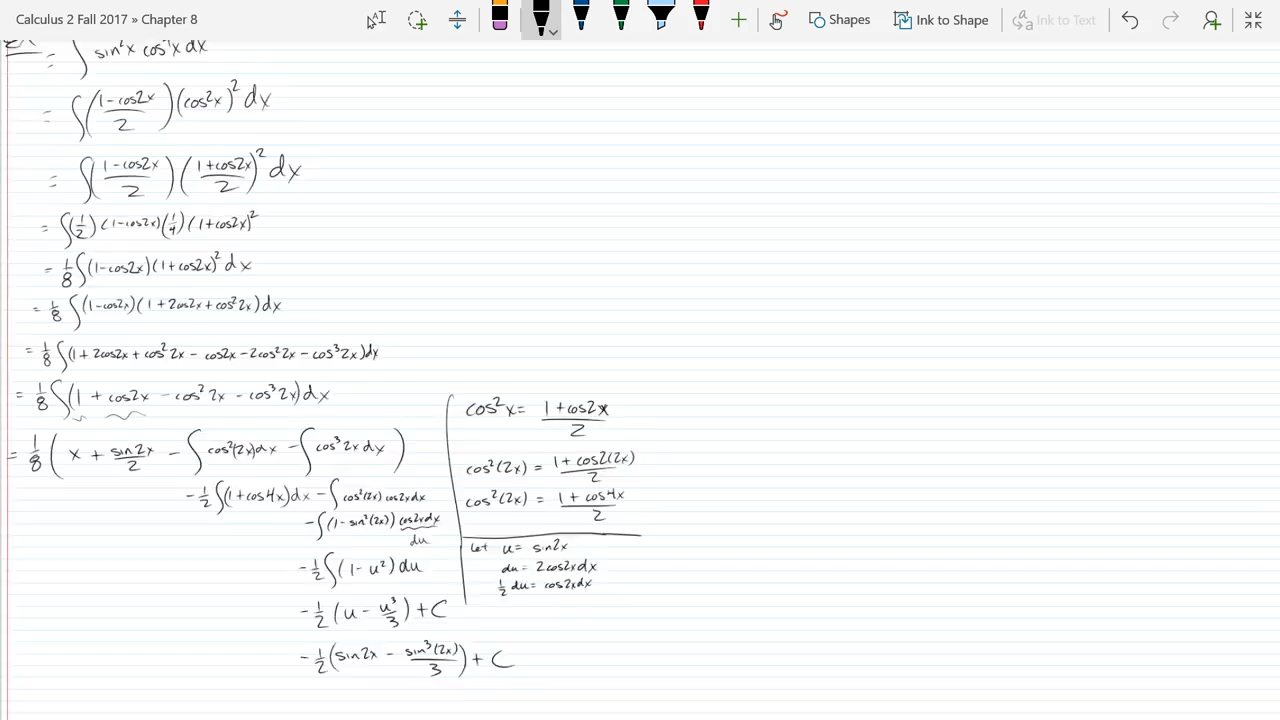 Calculus 2 Fall 2017 » Chapter 8
Shapes
Ink to Shape
Ink to Text
Ex
= ∫ sin²x cos⁴x dx
= ∫ ((1-cos2x)/2) (cos²x)² dx
= ∫ ((1-cos2x)/2) ((1+cos2x)/2)² dx
= ∫ (1/2) (1-cos2x) (1/4) (1+cos2x)²
= 1/8 ∫ (1-cos2x)(1+cos2x)² dx
= 1/8 ∫ (1-cos2x)(1+2cos2x+cos²2x) dx
= 1/8 ∫ (1+2cos2x+cos²2x-cos2x-2cos²2x-cos³2x) dx
= 1/8 ∫ (1+cos2x-cos²2x-cos³2x) dx
= 1/8 ( x + sin2x/2 - ∫ cos²(2x) dx - ∫ cos³2x dx )
-1/2 ∫ (1+cos4x) dx - ∫ cos²(2x) cos2x dx
- ∫ (1-sin²(2x)) cos2x dx
du
-1/2 ∫ (1-u²) du
-1/2 (u - u³/3) + C
-1/2 (sin2x - sin³(2x)/3) + C
cos²x = (1+cos2x)/2
cos²(2x) = (1+cos2(2x))/2
cos²(2x) = (1+cos4x)/2
Let u = sin2x
du = 2cos2x dx
1/2 du = cos2x dx